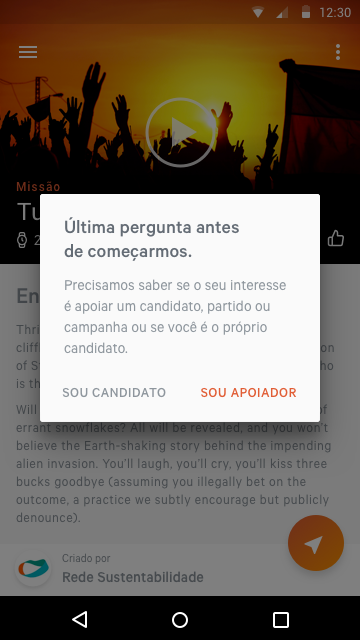 12:30
Missão
Tu
2
Última pergunta antes
de começarmos.
Precisamos saber se o seu interesse
é apoiar um candidato, partido ou
campanha ou se você é o próprio
candidato.
SOU CANDIDATO SOU APOIADOR
En
Thri
cliff on
of S ho
is th
Will of
errant snowflakes? All will be revealed, and you won't
believe the Earth-shaking story behind the impending
alien invasion. You'll laugh, you'll cry, you'll kiss three
bucks goodbye (assuming you illegally bet on the
outcome, a practice we subtly encourage but publicly
denounce).
Criado por
Rede Sustentabilidade